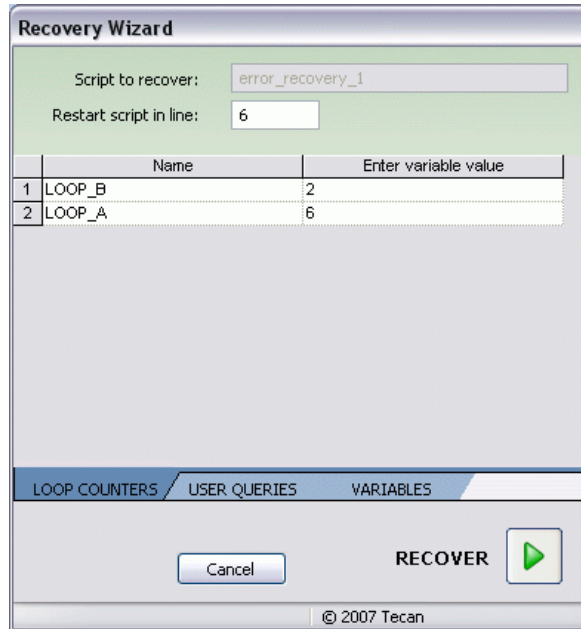 Recovery Wizard
Script to recover: error_recovery_1
Restart script in line: 6
Name Enter variable value
1 LOOP_B 2
2 LOOP_A 6
LOOP COUNTERS USER QUERIES VARIABLES
Cancel RECOVER
© 2007 Tecan